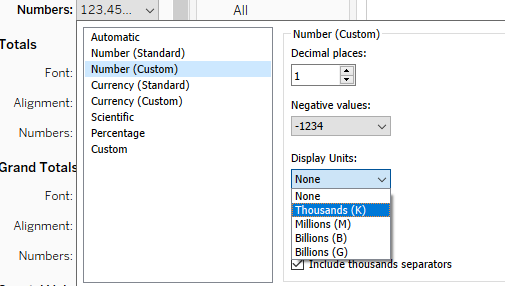 Numbers: 123,45...
All
Totals
Font:
Alignment:
Numbers:
Grand Totals
Font:
Alignment:
Numbers:
Automatic
Number (Standard)
Number (Custom)
Currency (Standard)
Currency (Custom)
Scientific
Percentage
Custom
Number (Custom)
Decimal places:
1
Negative values:
-1234
Display Units:
None
None
Thousands (K)
Millions (M)
Billions (B)
Billions (G)
Include thousands separators